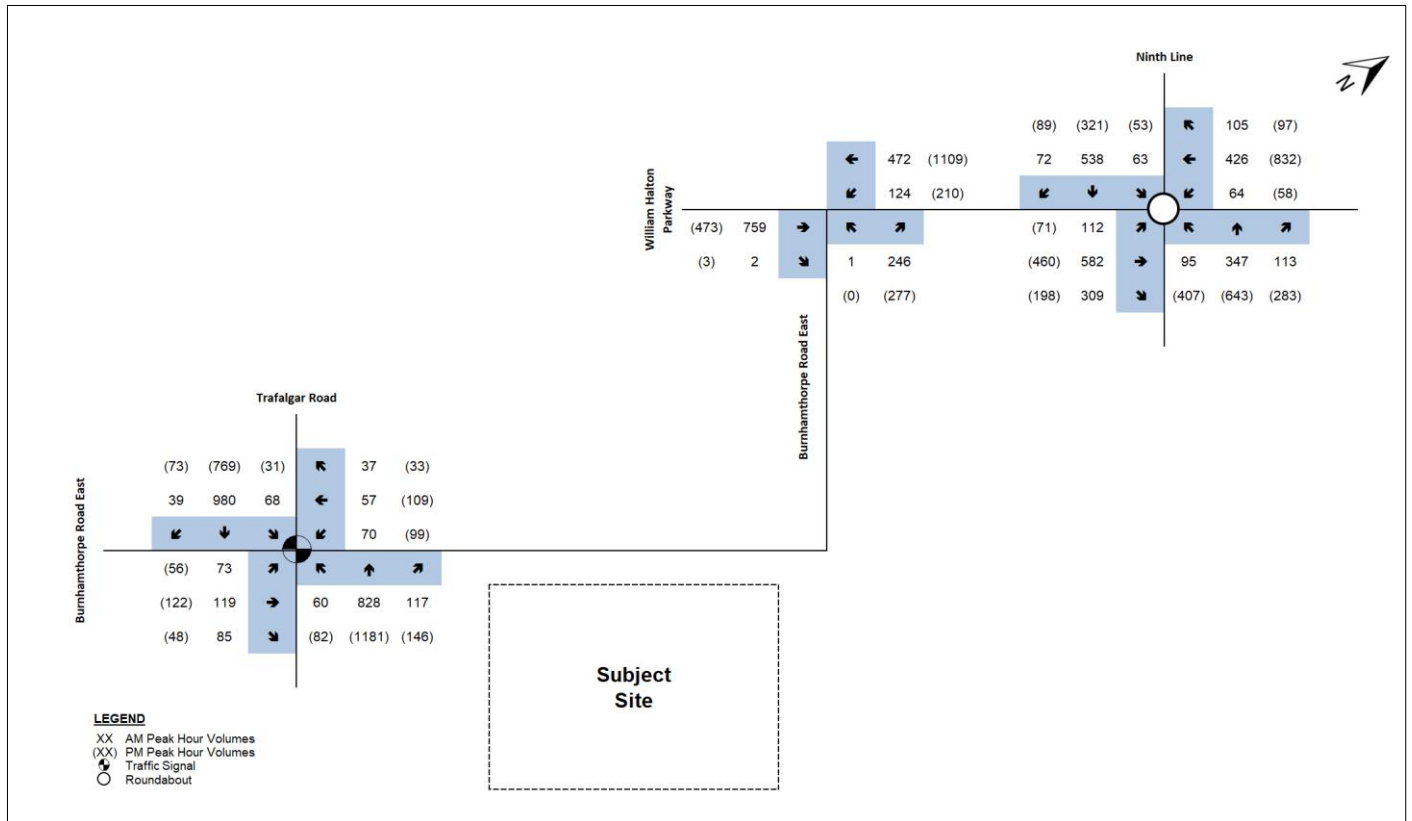 Ninth Line
N
(89) (321) (53) 105 (97)
72 538 63 426 (832)
64 (58)
(71) 112
(460) 582 95 347 113
(198) 309 (407) (643) (283)
William Halton
Parkway
472 (1109)
124 (210)
(473) 759
(3) 2 1 246
(0) (277)
Burnhamthorpe Road East
Trafalgar Road
Burnhamthorpe Road East
(73) (769) (31) 37 (33)
39 980 68 57 (109)
70 (99)
(56) 73
(122) 119 60 828 117
(48) 85 (82) (1181) (146)
Subject
Site
LEGEND
XX AM Peak Hour Volumes
(XX) PM Peak Hour Volumes
Traffic Signal
Roundabout